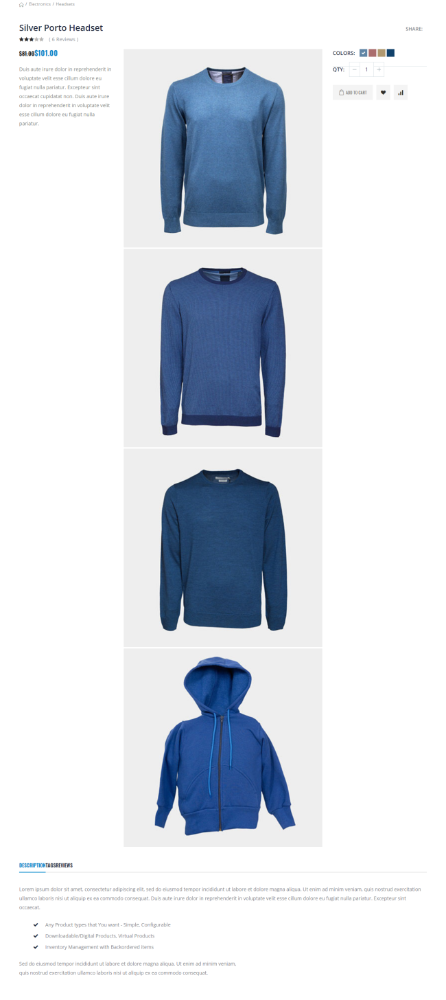 / Electronics / Headsets
Silver Porto Headset
SHARE:
( 6 Reviews )
$81.00$101.00
Duis aute irure dolor in reprehenderit in
voluptate velit esse cillum dolore eu
fugiat nulla pariatur. Excepteur sint
occaecat cupidatat non. Duis aute irure
dolor in reprehenderit in voluptate velit
esse cillum dolore eu fugiat nulla
pariatur.
COLORS:
QTY: − 1 +
ADD TO CART
DESCRIPTIONTAGSREVIEWS
Lorem ipsum dolor sit amet, consectetur adipiscing elit, sed do eiusmod tempor incididunt ut labore et dolore magna aliqua. Ut enim ad minim veniam, quis nostrud exercitation
ullamco laboris nisi ut aliquip ex ea commodo consequat. Duis aute irure dolor in reprehenderit in voluptate velit esse cillum dolore eu fugiat nulla pariatur. Excepteur sint
occaecat.
Any Product types that You want - Simple, Configurable
Downloadable/Digital Products, Virtual Products
Inventory Management with Backordered items
Sed do eiusmod tempor incididunt ut labore et dolore magna aliqua. Ut enim ad minim veniam,
quis nostrud exercitation ullamco laboris nisi ut aliquip ex ea commodo consequat.